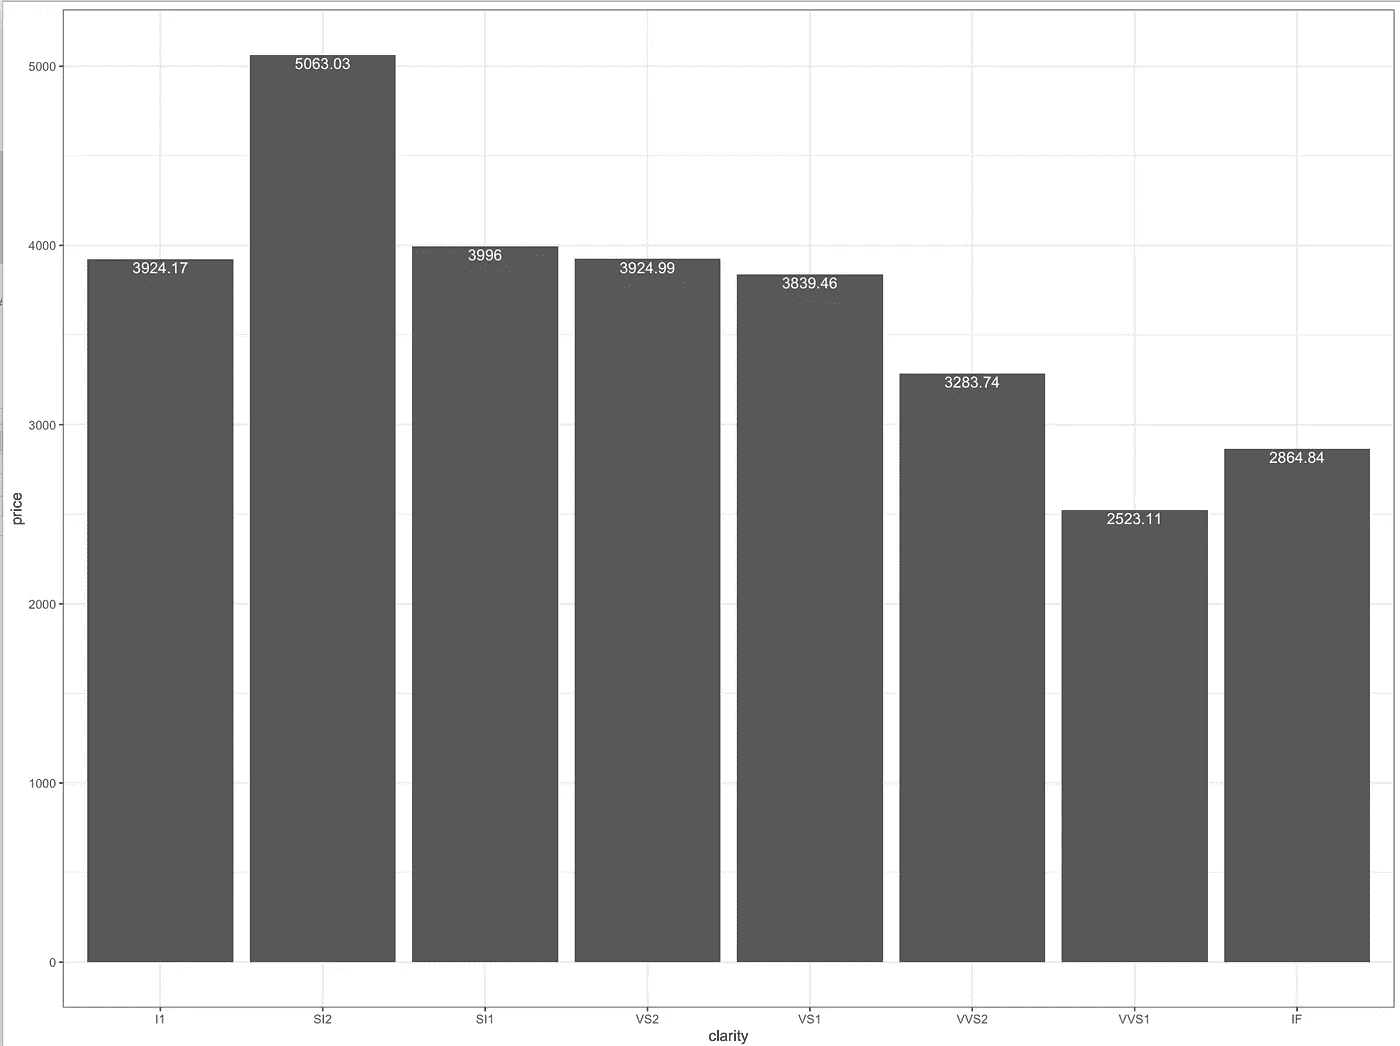 5000
4000
3000
2000
1000
0
price
3924.17
5063.03
3996
3924.99
3839.46
3283.74
2523.11
2864.84
I1
SI2
SI1
VS2
VS1
VVS2
VVS1
IF
clarity